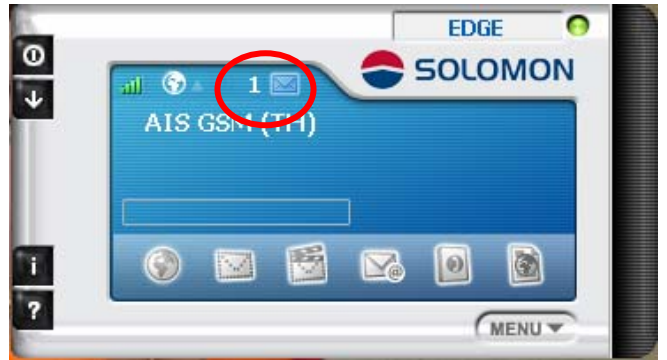 EDGE
SOLOMON
1
AIS GSM (TH)
i
?
MENU